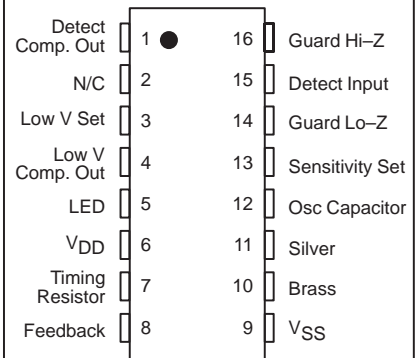 Detect
Comp. Out 1 16 Guard Hi–Z
N/C 2 15 Detect Input
Low V Set 3 14 Guard Lo–Z
Low V
Comp. Out 4 13 Sensitivity Set
LED 5 12 Osc Capacitor
VDD 6 11 Silver
Timing
Resistor 7 10 Brass
Feedback 8 9 VSS